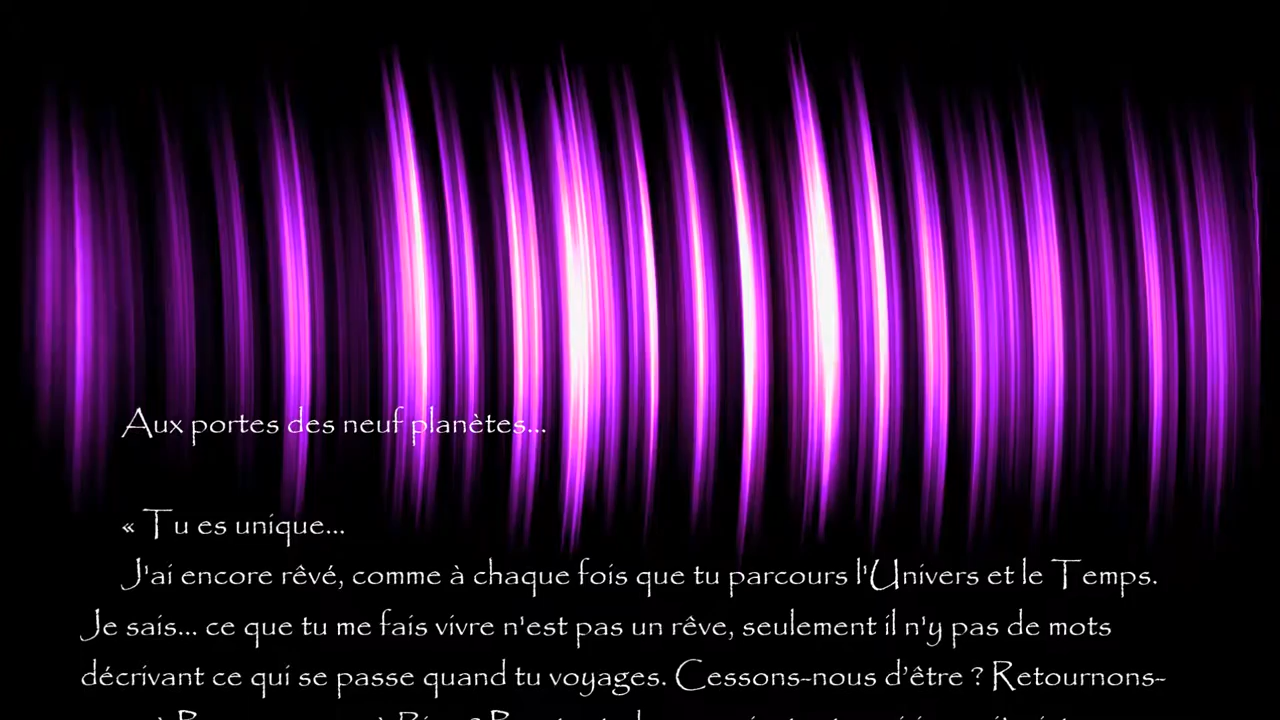 Aux portes des neuf planètes...
« Tu es unique...
J'ai encore rêvé, comme à chaque fois que tu parcours l'Univers et le Temps.
Je sais... ce que tu me fais vivre n'est pas un rêve, seulement il n'y pas de mots
décrivant ce qui se passe quand tu voyages. Cessons-nous d’être ? Retournons-